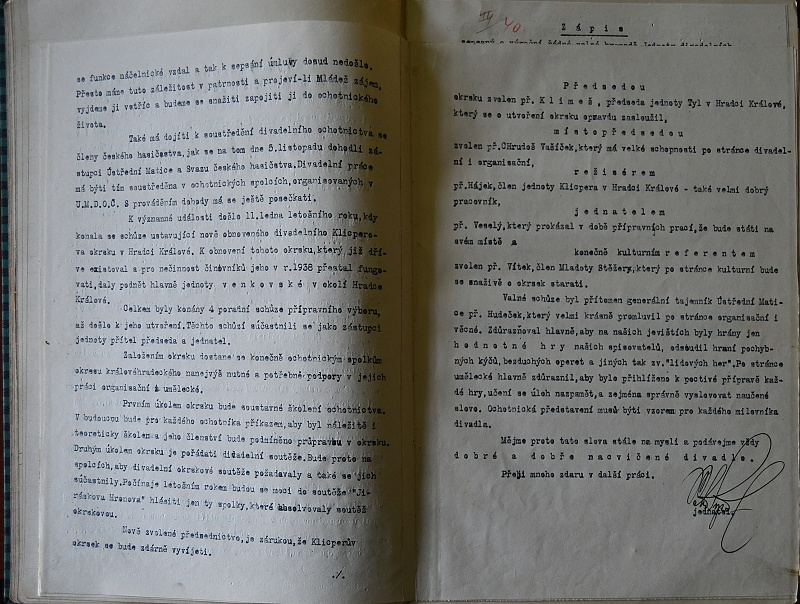 se funkce náčelnické vzdal a tak k sepsání úmluvy dosud nedošlo.
Přesto máme tuto záležitost v patrnosti a projeví-li Mládež zájem,
vyjdeme jí vstříc a budeme se snažiti zapojiti ji do ochotnického
života.
Také má dojíti k soustředění divadelního ochotnictva se
členy českého hasičstva, jak se na tom dne 5.listopadu dohodli zá-
stupci Ústřední Matice a Svazu českého hasičstva.Divadelní práce
má býti tím soustředěna v ochotnických spolcích, organisovaných v
U.M.D.O.Č. S prováděním dohody má se ještě posečkati.
K významné události došlo 11.ledna letošního roku, kdy
konala se schůze ustavující nově obnoveného divadelního Klicpero-
va okrsku v Hradci Králové. K obnovení tohoto okrsku, který již dří-
ve existoval a pro nečinnost činovníků jeho v r.1938 přestal fungo-
vati, daly podnět hlavně jednoty venkovské v okolí Hradce
Králové.
Celkem byly konány 4 poradní schůze přípravného výboru,
až došlo k jeho utvoření.Těchto schůzí súčastnili se jako zástupci
jednoty přítel předseda a jednatel.
Založením okrsku dostane se konečně ochotnickým spolkům
okresu královéhradeckého nanejvýš nutné a potřebné podpory v jejich
práci organisační i umělecké.
Prvním úkolem okrsku bude soustavné školení ochotnictva.
V budoucnu bude pro každého ochotníka příkazem, aby byl náležitě i
teoreticky školen a jeho členství bude podmíněno průpravou v okrsku.
Druhým úkolem okrsku je pořádati divadelní soutěže. Bude proto na
spolcích, aby divadelní okrskové soutěže požadavaly a také se jich
súčastnily. Počínaje letošním rokem budou se moci do soutěže "Ji-
ráskova Hronova" hlásiti jen ty spolky, které absolvovaly soutěž
okrskovou.
Nově zvolené předsednictvo, je zárukou, že Klicperův
okrsek se bude zdárně vyvíjeti.
./.
40
Zápis
Předsedou
okrsku zvolen př. Klimeš, předseda jednoty Tyl v Hradci Králové,
který se o utvoření okrsku opravdu zasloužil,
místopředsedou
zvolen př.Chrudoš Vašíček, který má velké schopnosti po stránce divadel-
ní i organisační,
režisérem
př.Hájek, člen jednoty Klicpera v Hradci Králové - také velmi dobrý
pracovník,
jednatelem
př. Veselý, který prokázal v době přípravných prací, že bude státi na
svém místě a
konečně kulturním referentem
zvolen př. Vítek, člen Mladoty Stěžery, který po stránce kulturní bude
se snaživě o okrsek starati.
Valné schůze byl přítomen generální tajemník Ústřední Mati-
ce př. Hudeček, který velmi krásně promluvil po stránce organisační i
věcné. Zdůrazňoval hlavně, aby na našich jevištích byly hrány jen
hodnotné hry našich spisovatelů, odsoudil hraní pochyb-
ných kýčů, bezduchých operet a jiných tak zv."lidových her".Po stránce
umělecké hlavně zdůraznil, aby bylo přihlíženo k poctivé přípravě kaž-
dé hry, učení se úloh nazpamět, a zejména správně vyslovovat naučené
slovo. Ochotnická představení musí býti vzorem pro každého milovníka
divadla.
Mějme proto tato slova stále na mysli a podávejme vždy
dobré a dobře nacvičené divadlo.
Přeji mnoho zdaru v další práci.
jednatel.